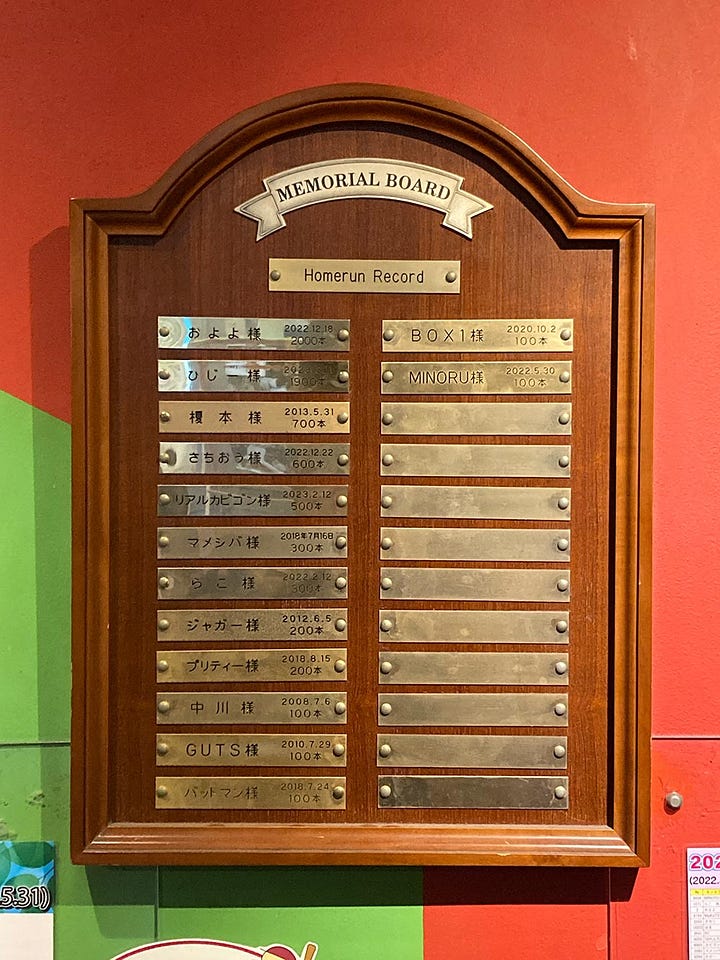 MEMORIAL BOARD
Homerun Record
およよ様 2022.12.18
2000本
ひじー様
1900本
榎本様 2013.5.31
700本
さちおう様 2022.12.22
600本
リアルカビゴン様 2023.2.12
500本
マメシバ様 2018年7月16日
300本
らこ様 2022.2.12
300本
ジャガー様 2012.6.5
200本
プリティー様 2018.8.15
200本
中川様 2008.7.6
100本
GUTS様 2010.7.29
100本
バットマン様 2018.7.24
100本
BOX1様 2020.10.2
100本
MINORU様 2022.5.30
100本
5.31)
202
(2022.